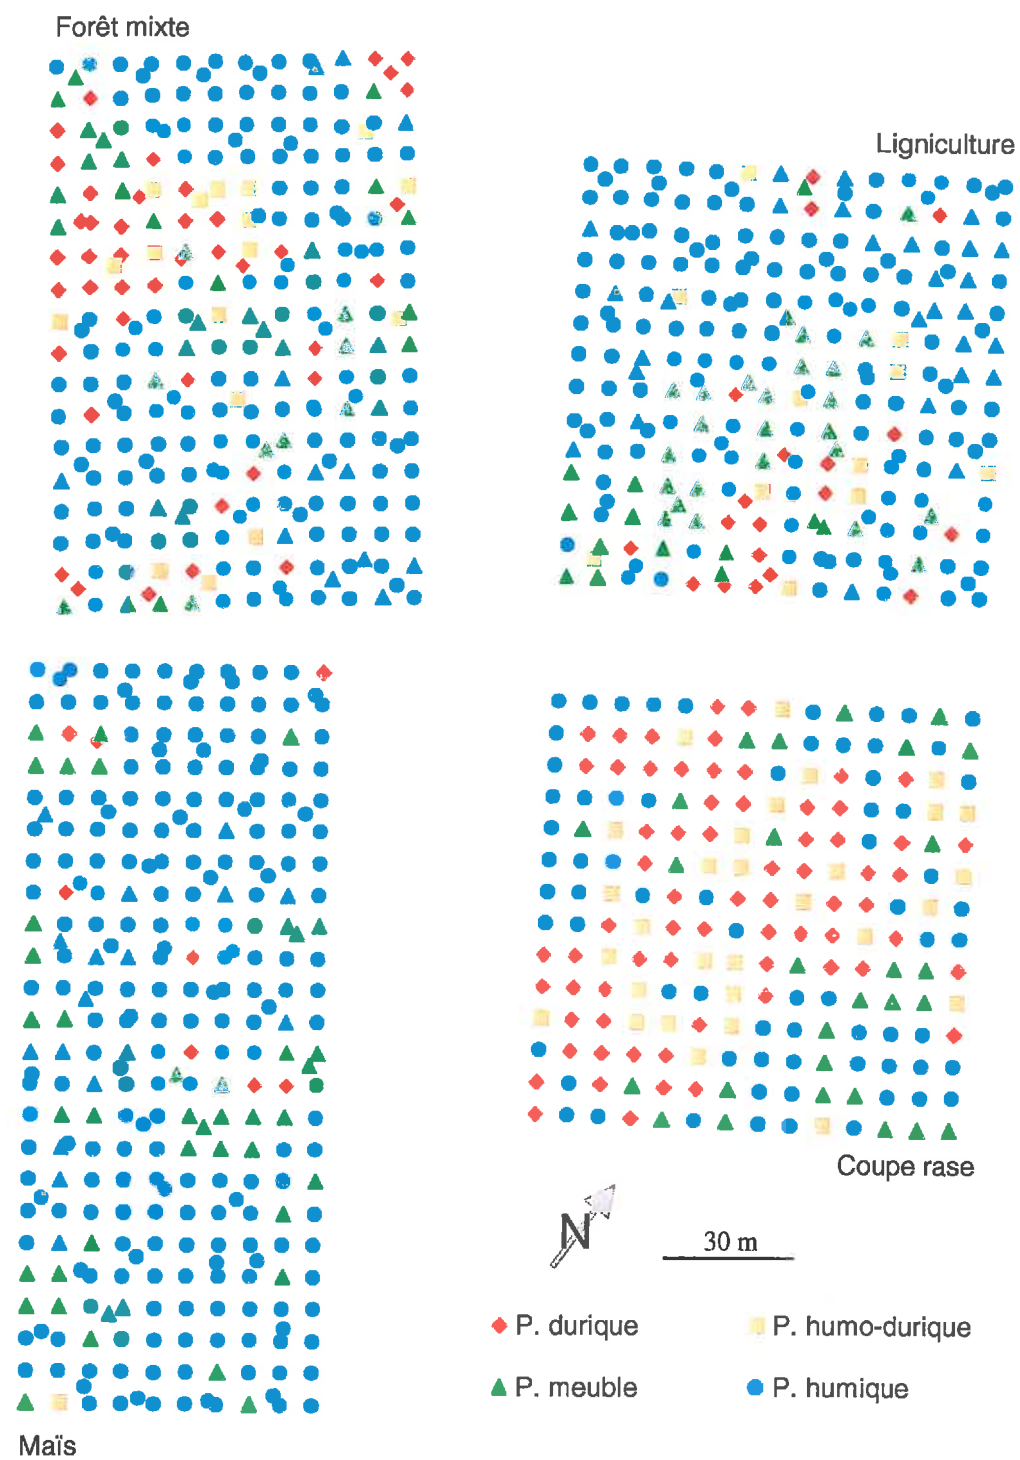 Forêt mixte
Ligniculture
Coupe rase
N
30 m
P. durique
P. humo-durique
P. meuble
P. humique
Maïs